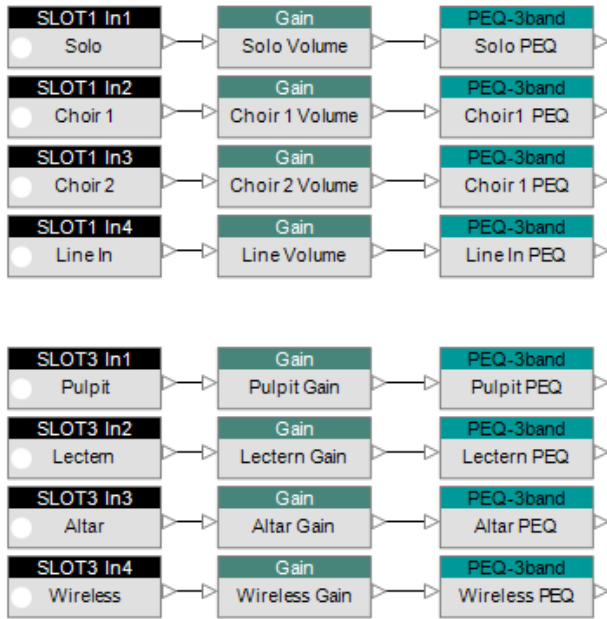 SLOT1 In1 Gain PEQ-3band
Solo Solo Volume Solo PEQ
SLOT1 In2 Gain PEQ-3band
Choir 1 Choir 1 Volume Choir1 PEQ
SLOT1 In3 Gain PEQ-3band
Choir 2 Choir 2 Volume Choir 1 PEQ
SLOT1 In4 Gain PEQ-3band
Line In Line Volume Line In PEQ
SLOT3 In1 Gain PEQ-3band
Pulpit Pulpit Gain Pulpit PEQ
SLOT3 In2 Gain PEQ-3band
Lectern Lectern Gain Lectern PEQ
SLOT3 In3 Gain PEQ-3band
Altar Altar Gain Altar PEQ
SLOT3 In4 Gain PEQ-3band
Wireless Wireless Gain Wireless PEQ